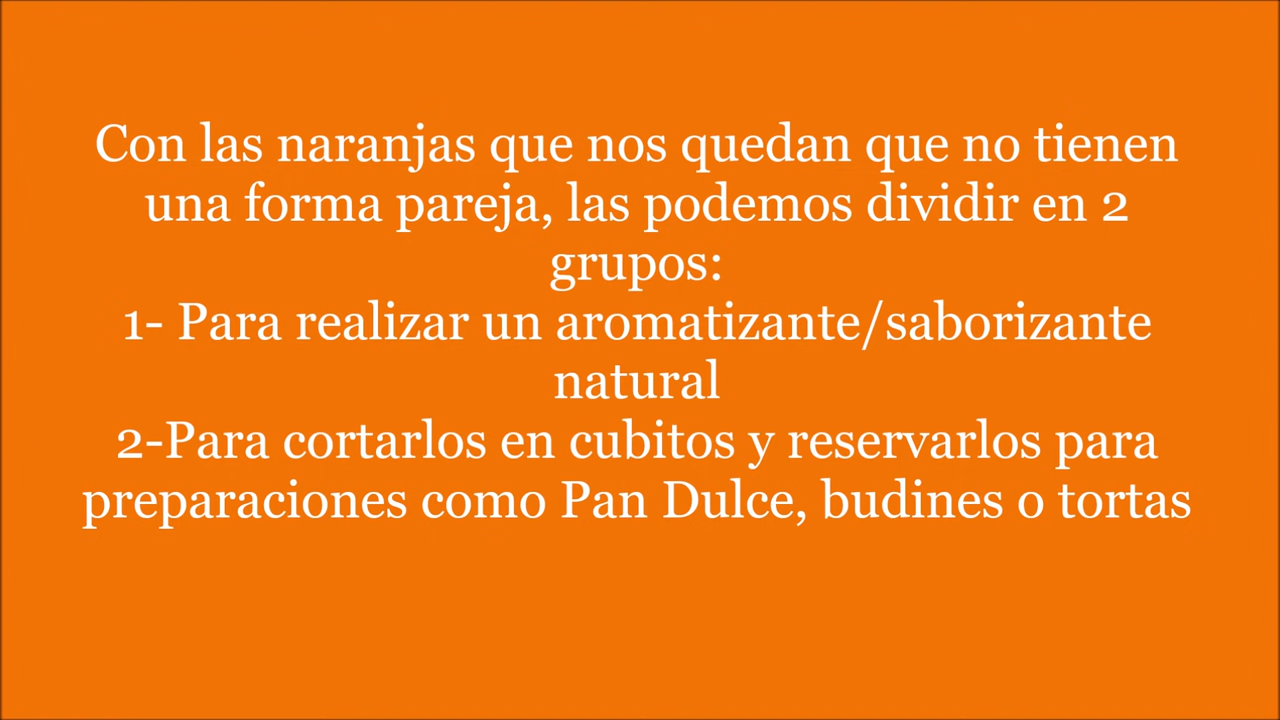 Con las naranjas que nos quedan que no tienen
una forma pareja, las podemos dividir en 2
grupos:
1- Para realizar un aromatizante/saborizante
natural
2-Para cortarlos en cubitos y reservarlos para
preparaciones como Pan Dulce, budines o tortas